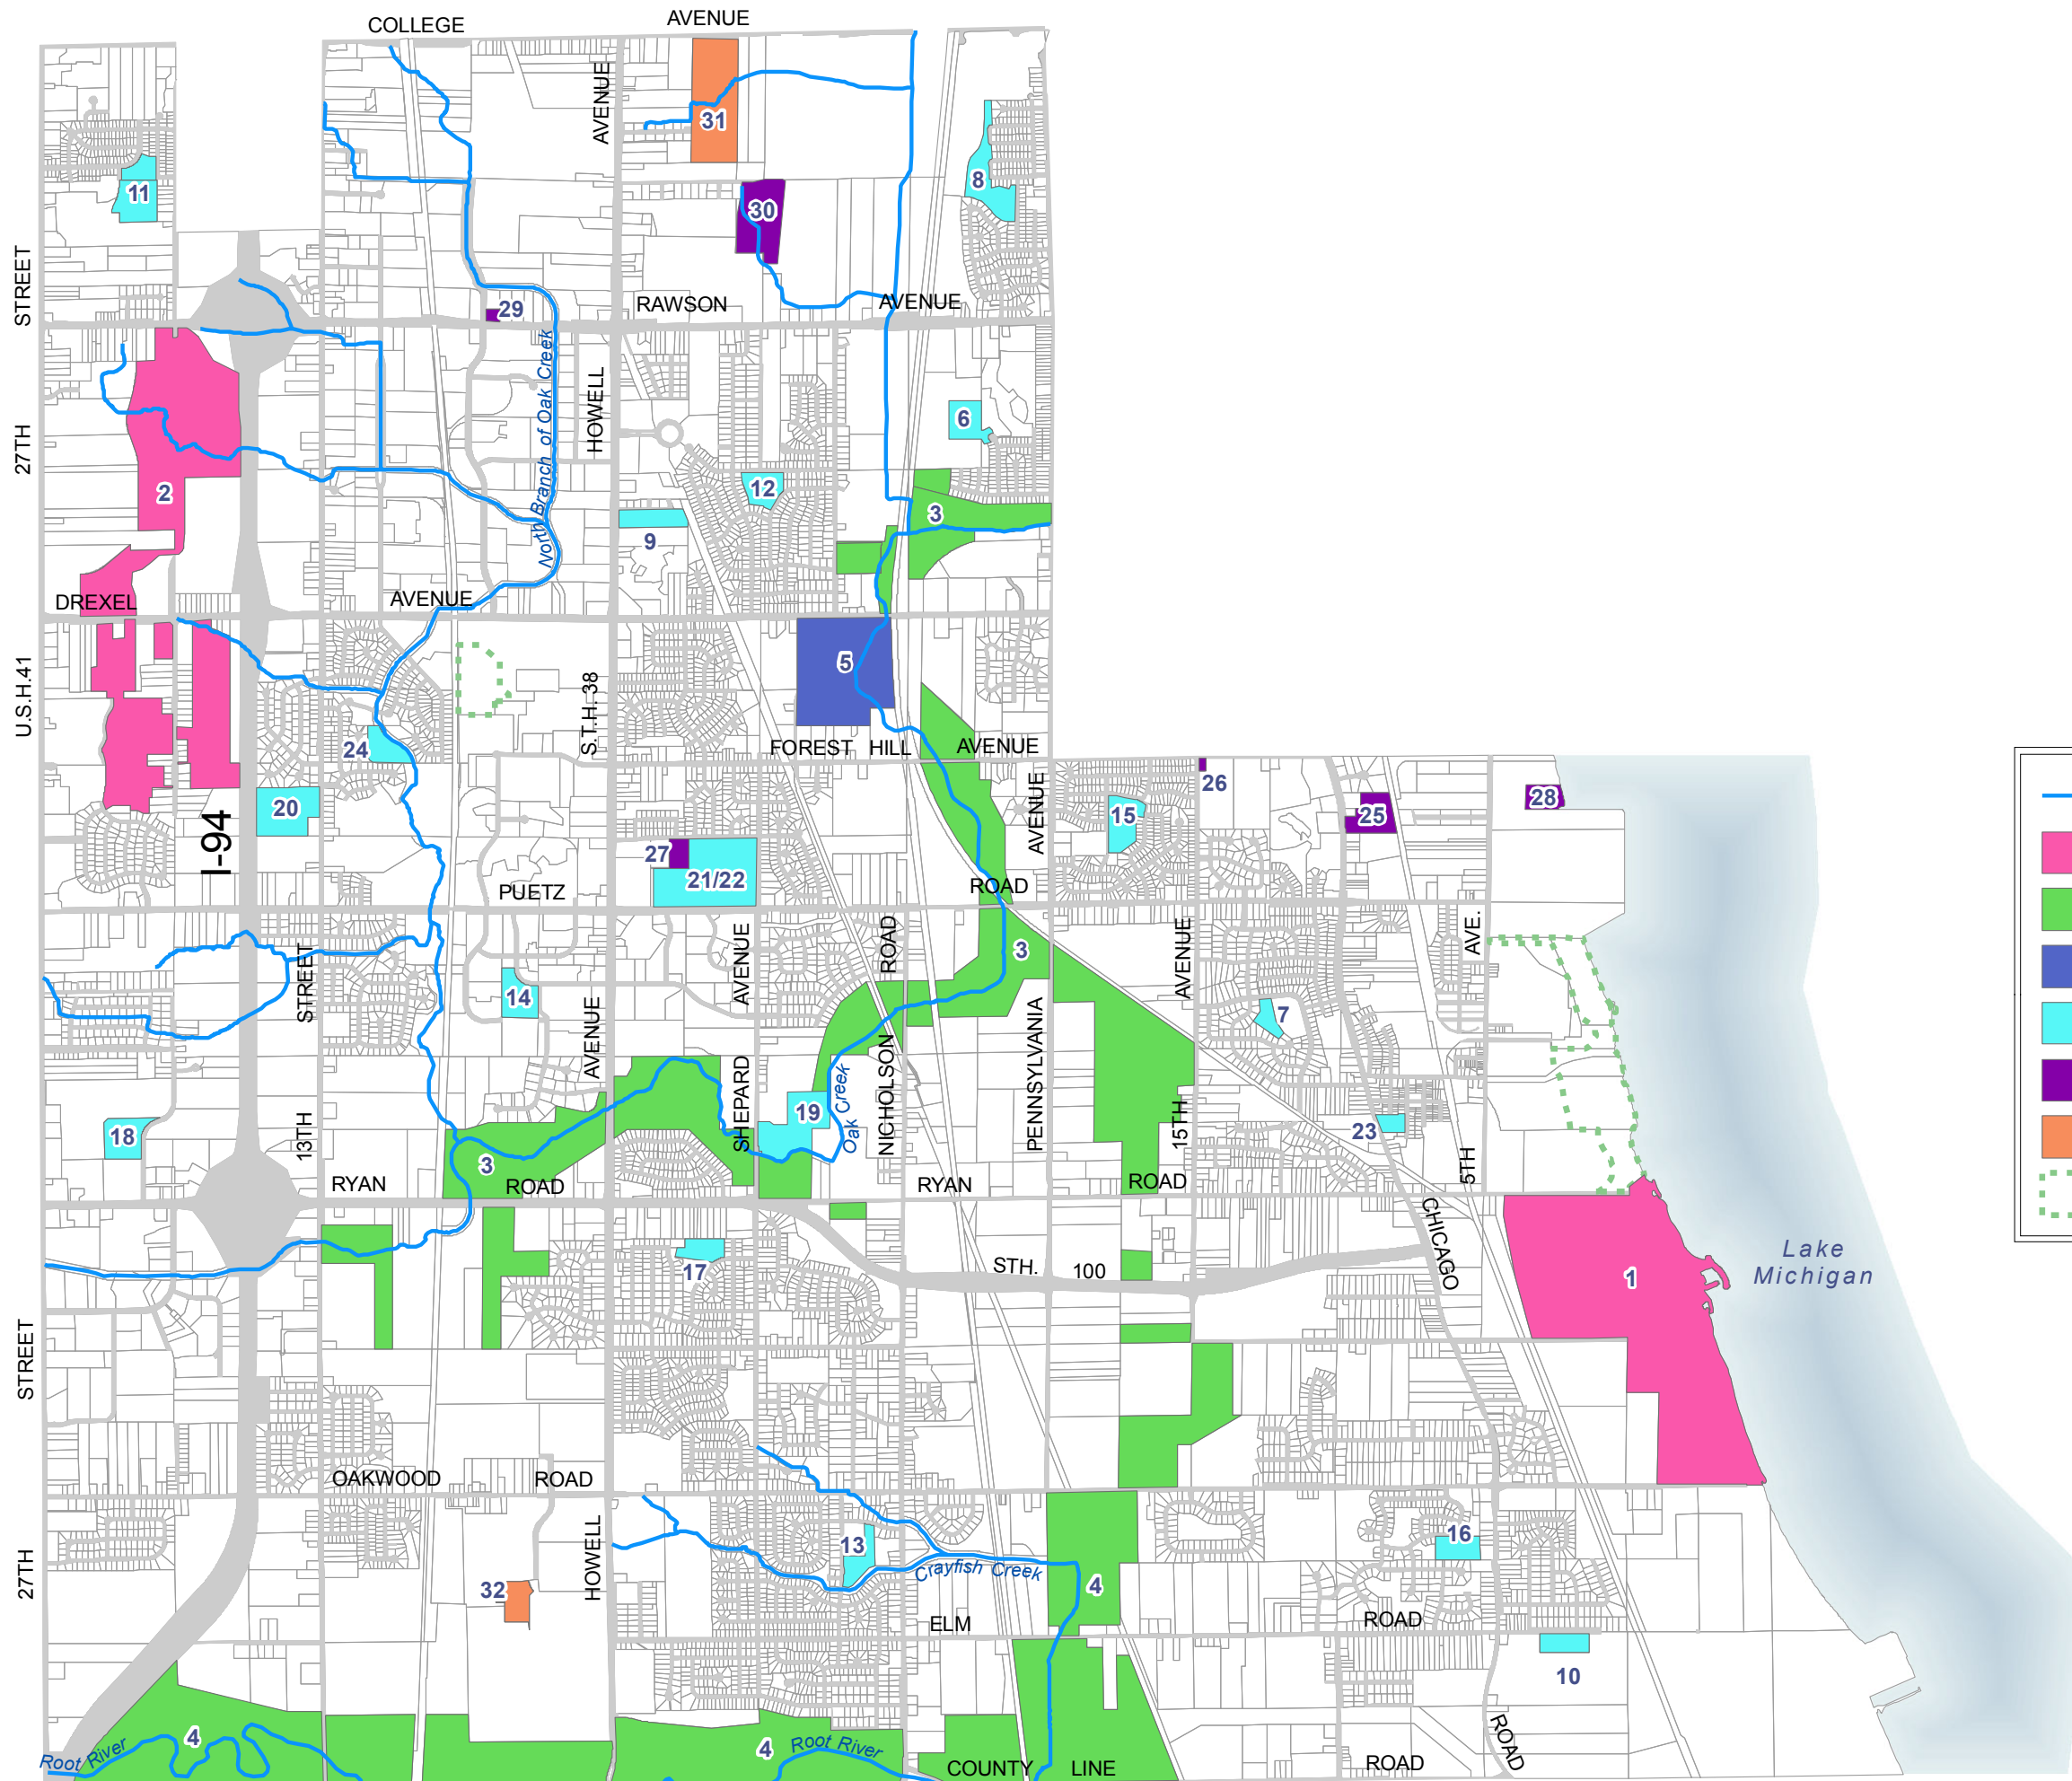 COLLEGE
AVENUE
AVENUE
31
8
11
30
STREET
RAWSON
AVENUE
29
North Branch of Oak Creek
HOWELL
6
27TH
2
12
3
9
DREXEL
AVENUE
5
U.S.H.41
S.T.H. 38
24
FOREST HILL AVENUE
20
I-94
AVENUE
26
15
25
28
27
21/22
PUETZ
ROAD
AVE.
STREET
AVENUE
ROAD
3
AVENUE
14
AVENUE
7
PENNSYLVANIA
NICHOLSON
SHEPARD
Oak Creek
19
18
13TH
15TH
23
5TH
3
RYAN
ROAD
RYAN
ROAD
CHICAGO
17
STH. 100
1
Lake
Michigan
STREET
OAKWOOD
ROAD
27TH
HOWELL
13
16
Crayfish Creek
4
32
ELM
ROAD
10
4
Root River
4
Root River
COUNTY LINE
ROAD
ROAD